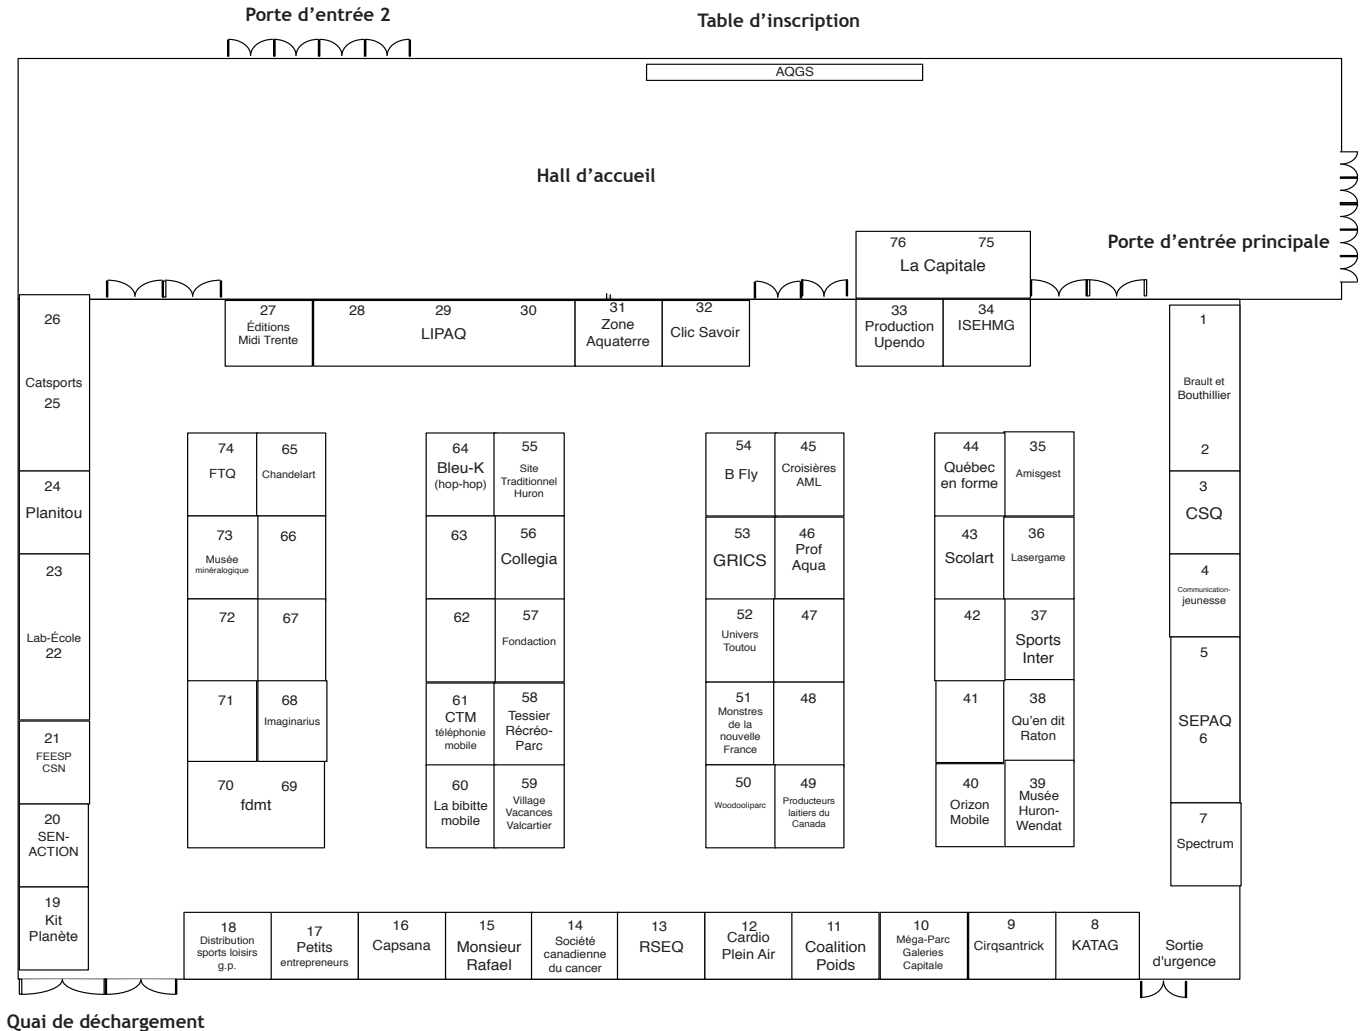 Porte d'entrée 2
Table d'inscription
AQGS
Hall d'accueil
Porte d'entrée principale
76 75
La Capitale
26
Catsports
25
24
Planitou
23
Lab-École
22
21
FEESP
CSN
20
SEN-
ACTION
19
Kit
Planète
27
Éditions
Midi Trente
28 29 30
LIPAQ
31
Zone
Aquaterre
32
Clic Savoir
33
Production
Upendo
34
ISEHMG
1
Brault et
Bouthillier
2
3
CSQ
4
Communication-
jeunesse
5
SEPAQ
6
7
Spectrum
74
FTQ
65
Chandelart
73
Musée
minéralogique
66
72
67
71
68
Imaginarius
70 69
fdmt
64
Bleu-K
(hop-hop)
55
Site
Traditionnel
Huron
63
56
Collegia
62
57
Fondaction
61
CTM
téléphonie
mobile
58
Tessier
Récréo-
Parc
60
La bibitte
mobile
59
Village
Vacances
Valcartier
54
B Fly
45
Croisières
AML
53
GRICS
46
Prof
Aqua
52
Univers
Toutou
47
51
Monstres
de la
nouvelle
France
48
50
Woodooliparc
49
Producteurs
laitiers du
Canada
44
Québec
en forme
35
Amisgest
43
Scolart
36
Lasergame
42
37
Sports
Inter
41
38
Qu'en dit
Raton
40
Orizon
Mobile
39
Musée
Huron-
Wendat
18
Distribution
sports loisirs
g.p.
17
Petits
entrepreneurs
16
Capsana
15
Monsieur
Rafael
14
Société
canadienne
du cancer
13
RSEQ
12
Cardio
Plein Air
11
Coalition
Poids
10
Méga-Parc
Galeries
Capitale
9
Cirqsantrick
8
KATAG
Sortie
d'urgence
Quai de déchargement